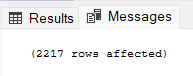 Results Messages
(2217 rows affected)